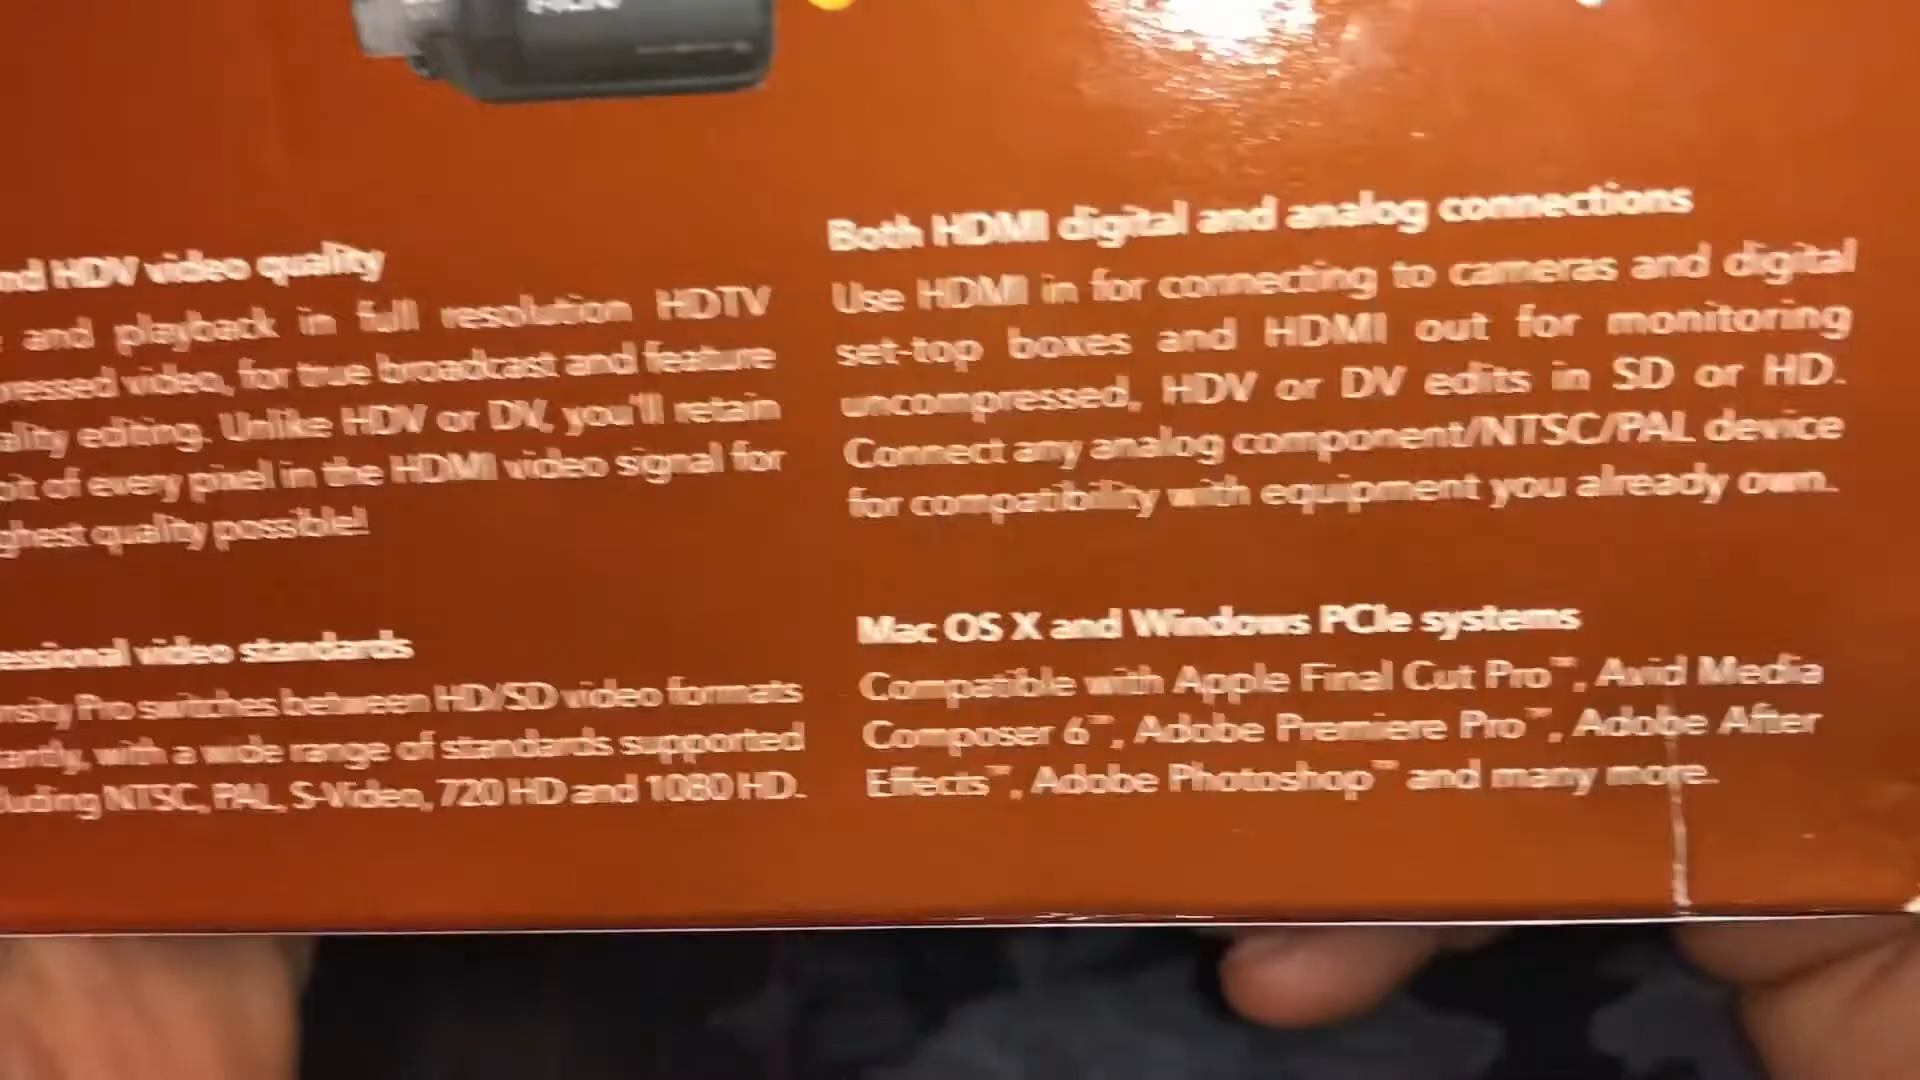 nd HDV video quality
and playback in full resolution HDTV
pressed video, for true broadcast and feature
ality editing. Unlike HDV or DV, you'll retain
bit of every pixel in the HDMI video signal for
ghest quality possible!
Both HDMI digital and analog connections
Use HDMI in for connecting to cameras and digital
set-top boxes and HDMI out for monitoring
uncompressed, HDV or DV edits in SD or HD.
Connect any analog component/NTSC/PAL device
for compatibility with equipment you already own.
essional video standards
nsity Pro switches between HD/SD video formats
antly, with a wide range of standards supported
luding NTSC, PAL, S-Video, 720 HD and 1080 HD.
Mac OS X and Windows PCIe systems
Compatible with Apple Final Cut Pro™, Avid Media
Composer 6™, Adobe Premiere Pro™, Adobe After
Effects™, Adobe Photoshop™ and many more.